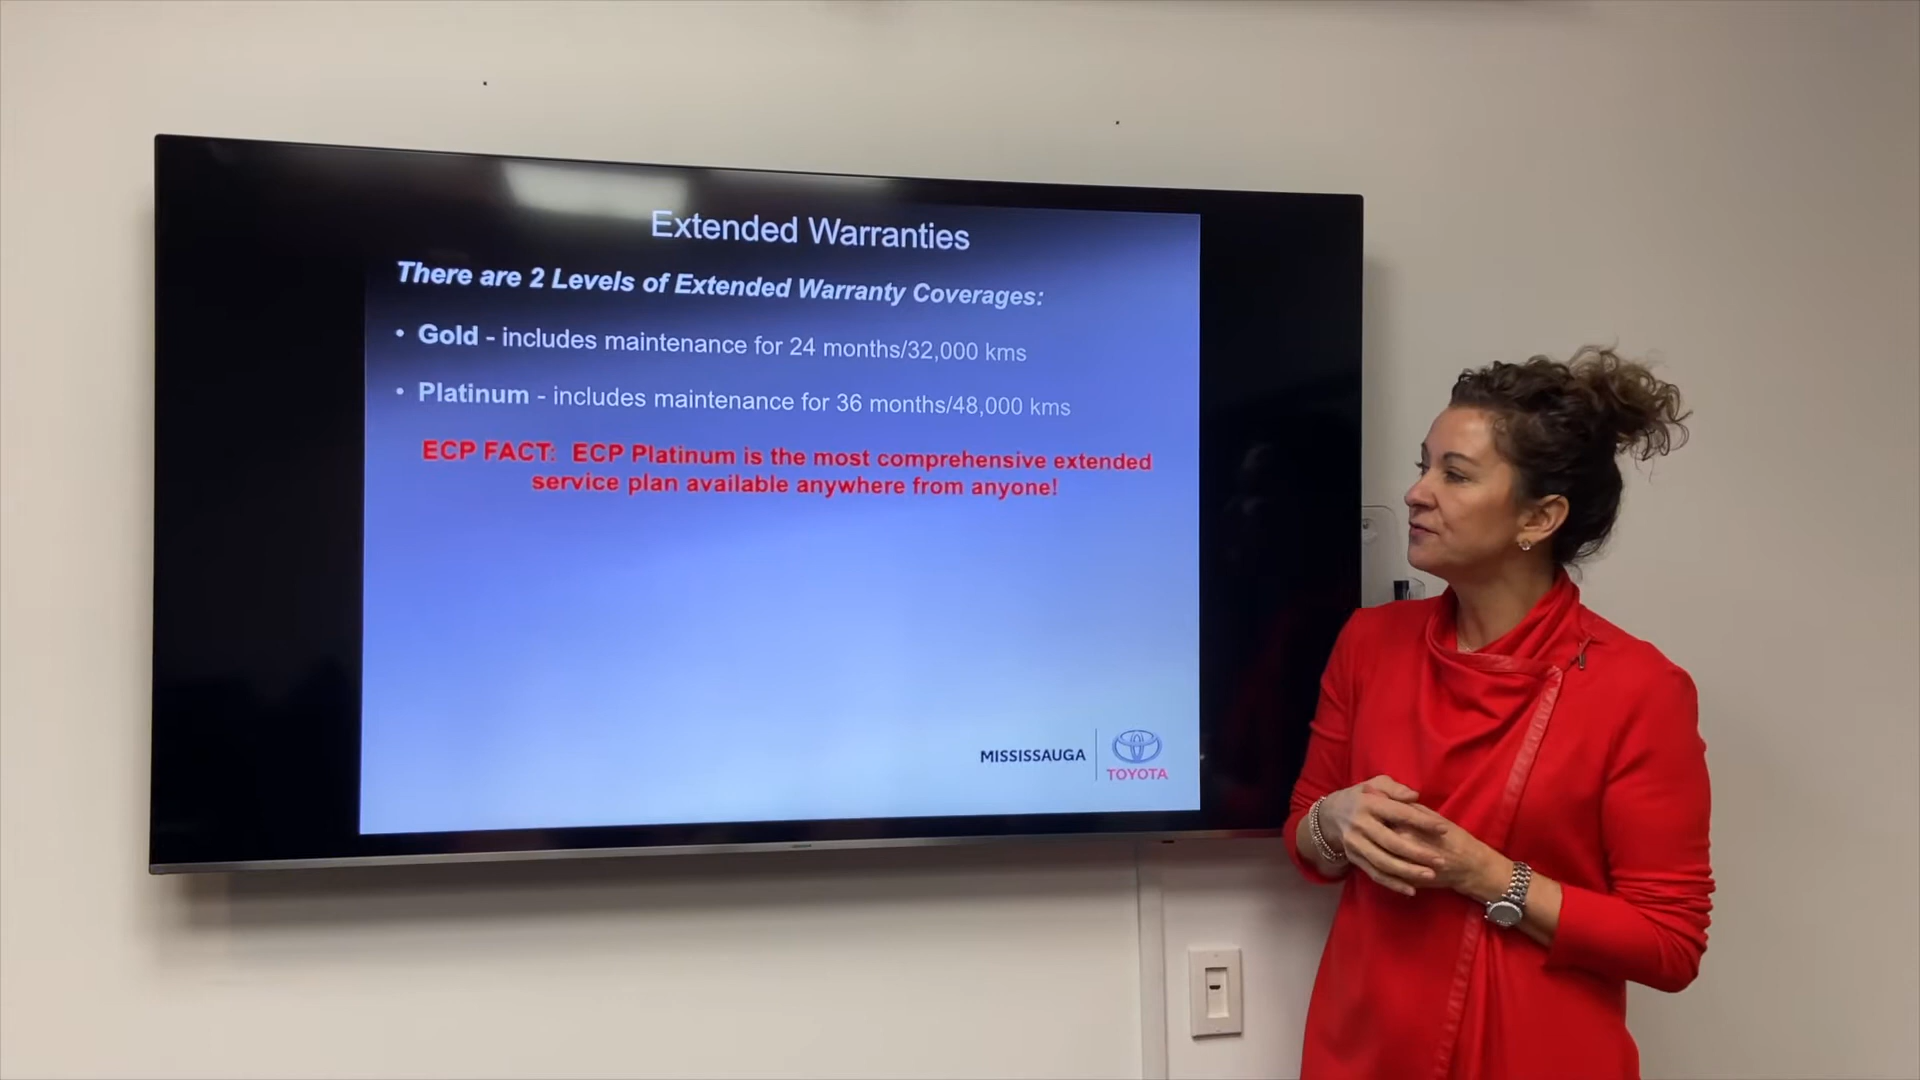 Extended Warranties
There are 2 Levels of Extended Warranty Coverages:
• Gold - includes maintenance for 24 months/32,000 kms
• Platinum - includes maintenance for 36 months/48,000 kms
ECP FACT: ECP Platinum is the most comprehensive extended
service plan available anywhere from anyone!
MISSISSAUGA
TOYOTA